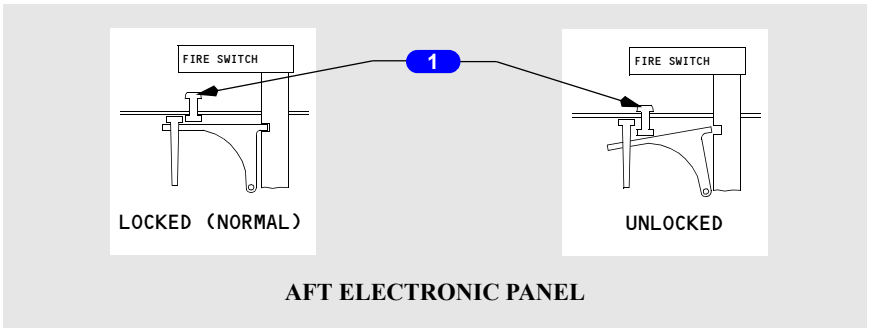 FIRE SWITCH
1
FIRE SWITCH
LOCKED (NORMAL)
UNLOCKED
AFT ELECTRONIC PANEL